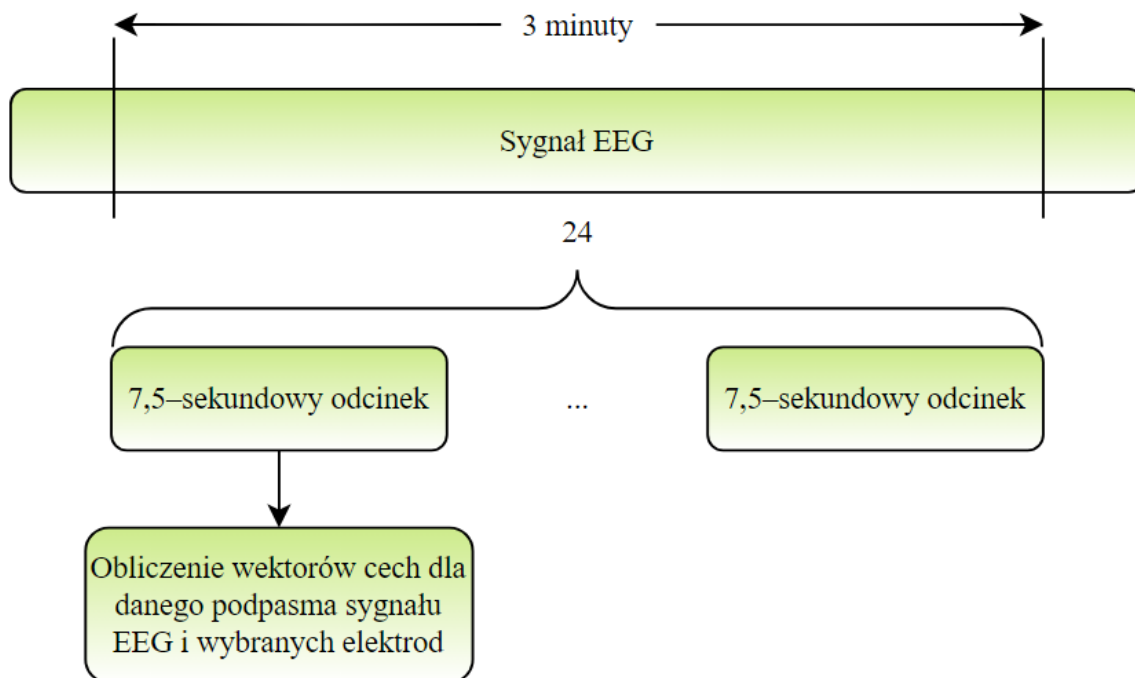 3 minuty
Sygnał EEG
24
7,5–sekundowy odcinek
...
7,5–sekundowy odcinek
Obliczenie wektorów cech dla
danego podpasma sygnału
EEG i wybranych elektrod